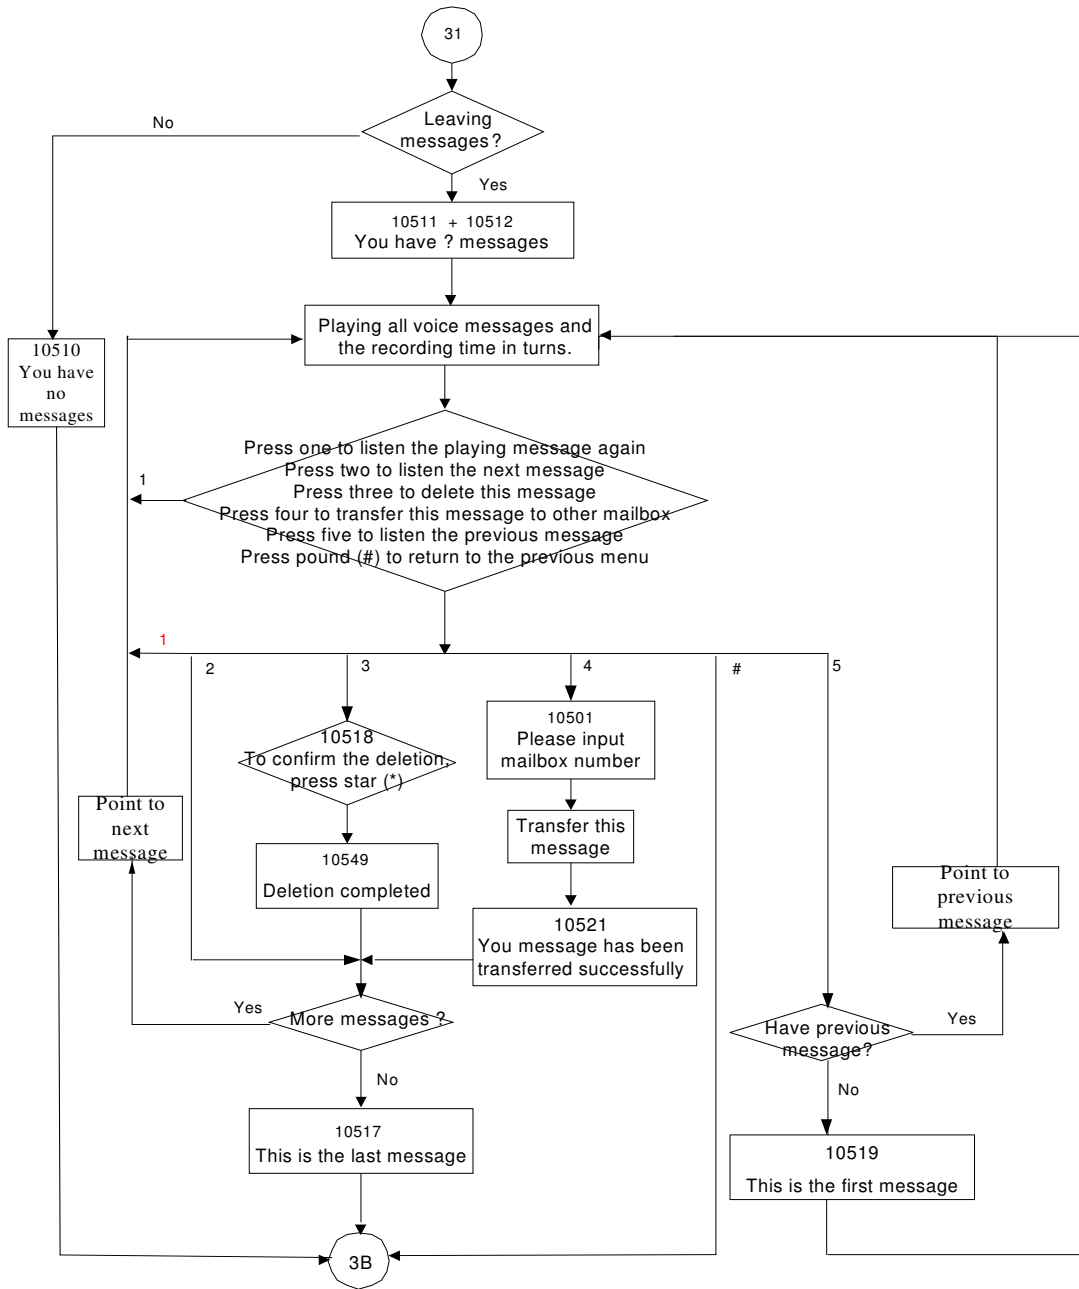 31
Leaving
messages ?
No
Yes
10511 + 10512
You have ? messages
Playing all voice messages and
the recording time in turns.
10510
You have
no
messages
Press one to listen the playing message again
Press two to listen the next message
Press three to delete this message
Press four to transfer this message to other mailbox
Press five to listen the previous message
Press pound (#) to return to the previous menu
1
1
2
3
4
#
5
10518
To confirm the deletion,
press star (*)
10501
Please input
mailbox number
Point to
next
message
Transfer this
message
10549
Deletion completed
Point to
previous
message
10521
You message has been
transferred successfully
Yes
More messages ?
Have previous
message?
Yes
No
No
10517
This is the last message
10519
This is the first message
3B